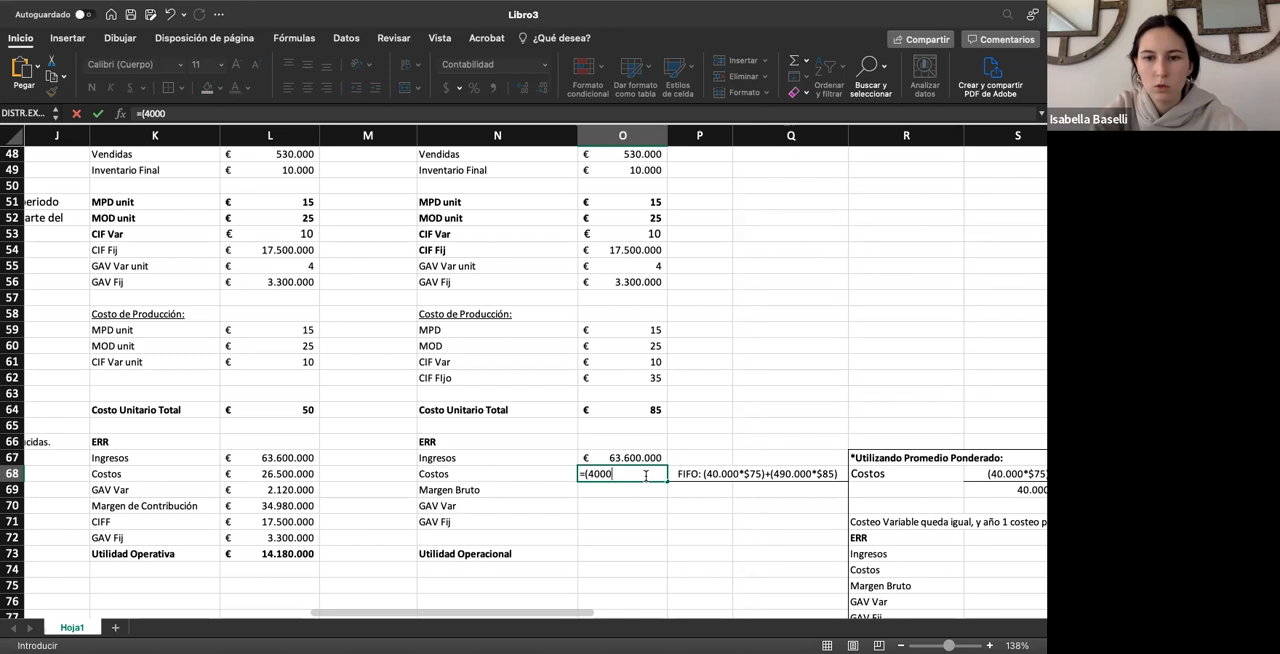 Autoguardado
Libro3
Inicio Insertar Dibujar Disposición de página Fórmulas Datos Revisar Vista Acrobat ¿Qué desea? Compartir Comentarios
Pegar
Calibri (Cuerpo) 11
N K S
Contabilidad
$ %
Formato condicional
Dar formato como tabla
Estilos de celda
Insertar
Eliminar
Formato
Ordenar y filtrar
Buscar y seleccionar
Analizar datos
Crear y compartir PDF de Adobe
Isabella Baselli
DISTR.EX... =(4000
J K L M N O P Q R S
48 Vendidas € 530.000 Vendidas € 530.000
49 Inventario Final € 10.000 Inventario Final € 10.000
50
51 periodo MPD unit € 15 MPD unit € 15
52 arte del MOD unit € 25 MOD unit € 25
53 CIF Var € 10 CIF Var € 10
54 CIF Fij € 17.500.000 CIF Fij € 17.500.000
55 GAV Var unit € 4 GAV Var unit € 4
56 GAV Fij € 3.300.000 GAV Fij € 3.300.000
57
58 Costo de Producción: Costo de Producción:
59 MPD unit € 15 MPD € 15
60 MOD unit € 25 MOD € 25
61 CIF Var unit € 10 CIF Var € 10
62 CIF FIjo € 35
63
64 Costo Unitario Total € 50 Costo Unitario Total € 85
65
66 cidas. ERR ERR
67 Ingresos € 63.600.000 Ingresos € 63.600.000 *Utilizando Promedio Ponderado:
68 Costos € 26.500.000 Costos =(4000 FIFO: (40.000*$75)+(490.000*$85) Costos (40.000*$75)
69 GAV Var € 2.120.000 Margen Bruto 40.000
70 Margen de Contribución € 34.980.000 GAV Var
71 CIFF € 17.500.000 GAV Fij Costeo Variable queda igual, y año 1 costeo p
72 GAV Fij € 3.300.000 ERR
73 Utilidad Operativa € 14.180.000 Utilidad Operacional Ingresos
74 Costos
75 Margen Bruto
76 GAV Var
77 GAV Fij
Hoja1
Introducir 138%